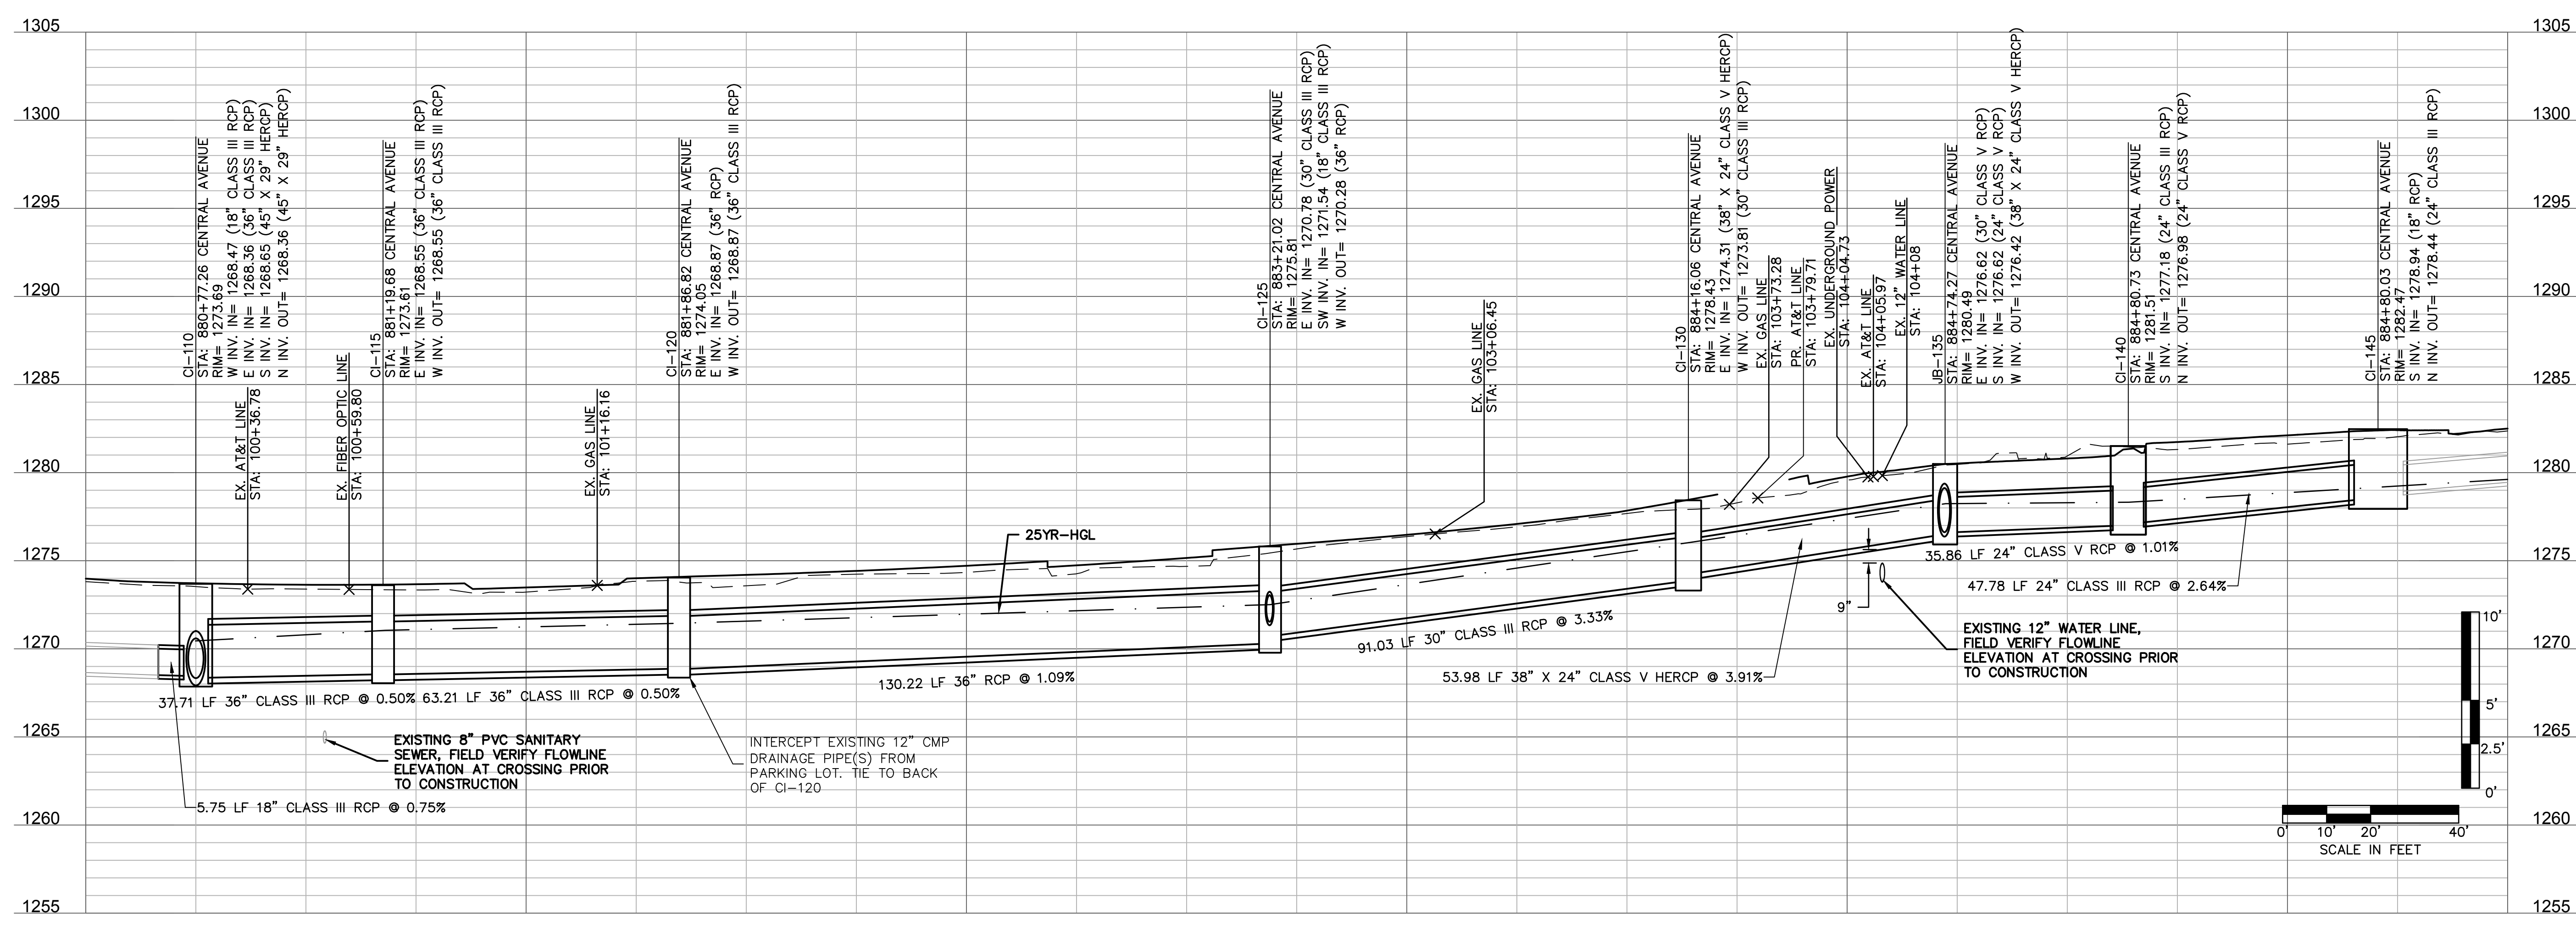 1305
1300
1295
1290
1285
1280
1275
1270
1265
1260
1255
CI-110
STA: 880+77.26 CENTRAL AVENUE
RIM= 1273.69
W INV. IN= 1268.47 (18" CLASS III RCP)
E INV. IN= 1268.36 (36" CLASS III RCP)
S INV. IN= 1268.65 (45" X 29" HERCP)
N INV. OUT= 1268.36 (45" X 29" HERCP)
EX. AT&T LINE
STA: 100+36.78
EX. FIBER OPTIC LINE
STA: 100+59.80
CI-115
STA: 881+19.68 CENTRAL AVENUE
RIM= 1273.61
E INV. IN= 1268.55 (36" CLASS III RCP)
W INV. OUT= 1268.55 (36" CLASS III RCP)
EX. GAS LINE
STA: 101+16.16
CI-120
STA: 881+86.82 CENTRAL AVENUE
RIM= 1274.05
E INV. IN= 1268.87 (36" RCP)
W INV. OUT= 1268.87 (36" CLASS III RCP)
CI-125
STA: 883+21.02 CENTRAL AVENUE
RIM= 1275.81
E INV. IN= 1270.78 (30" CLASS III RCP)
SW INV. IN= 1271.54 (18" CLASS III RCP)
W INV. OUT= 1270.28 (36" RCP)
EX. GAS LINE
STA: 103+06.45
CI-130
STA: 884+16.06 CENTRAL AVENUE
RIM= 1278.43
E INV. IN= 1274.31 (38" X 24" CLASS V HERCP)
W INV. OUT= 1273.81 (30" CLASS III RCP)
EX. GAS LINE
STA: 103+73.28
PR. AT&T LINE
STA: 103+79.71
EX. UNDERGROUND POWER
STA: 104+04.73
EX. AT&T LINE
STA: 104+05.97
EX. 12" WATER LINE
STA: 104+08
JB-135
STA: 884+74.27 CENTRAL AVENUE
RIM= 1280.49
E INV. IN= 1276.62 (30" CLASS V RCP)
S INV. IN= 1276.62 (24" CLASS V RCP)
W INV. OUT= 1276.42 (38" X 24" CLASS V HERCP)
CI-140
STA: 884+80.73 CENTRAL AVENUE
RIM= 1281.51
S INV. IN= 1277.18 (24" CLASS III RCP)
N INV. OUT= 1276.98 (24" CLASS V RCP)
CI-145
STA: 884+80.03 CENTRAL AVENUE
RIM= 1282.47
S INV. IN= 1278.94 (18" RCP)
N INV. OUT= 1278.44 (24" CLASS III RCP)
25YR-HGL
37.71 LF 36" CLASS III RCP @ 0.50%
63.21 LF 36" CLASS III RCP @ 0.50%
130.22 LF 36" RCP @ 1.09%
91.03 LF 30" CLASS III RCP @ 3.33%
53.98 LF 38" X 24" CLASS V HERCP @ 3.91%
9"
35.86 LF 24" CLASS V RCP @ 1.01%
47.78 LF 24" CLASS III RCP @ 2.64%
EXISTING 12" WATER LINE,
FIELD VERIFY FLOWLINE
ELEVATION AT CROSSING PRIOR
TO CONSTRUCTION
EXISTING 8" PVC SANITARY
SEWER, FIELD VERIFY FLOWLINE
ELEVATION AT CROSSING PRIOR
TO CONSTRUCTION
5.75 LF 18" CLASS III RCP @ 0.75%
INTERCEPT EXISTING 12" CMP
DRAINAGE PIPE(S) FROM
PARKING LOT. TIE TO BACK
OF CI-120
10'
5'
2.5'
0'
0' 10' 20' 40'
SCALE IN FEET
1305
1300
1295
1290
1285
1280
1275
1270
1265
1260
1255